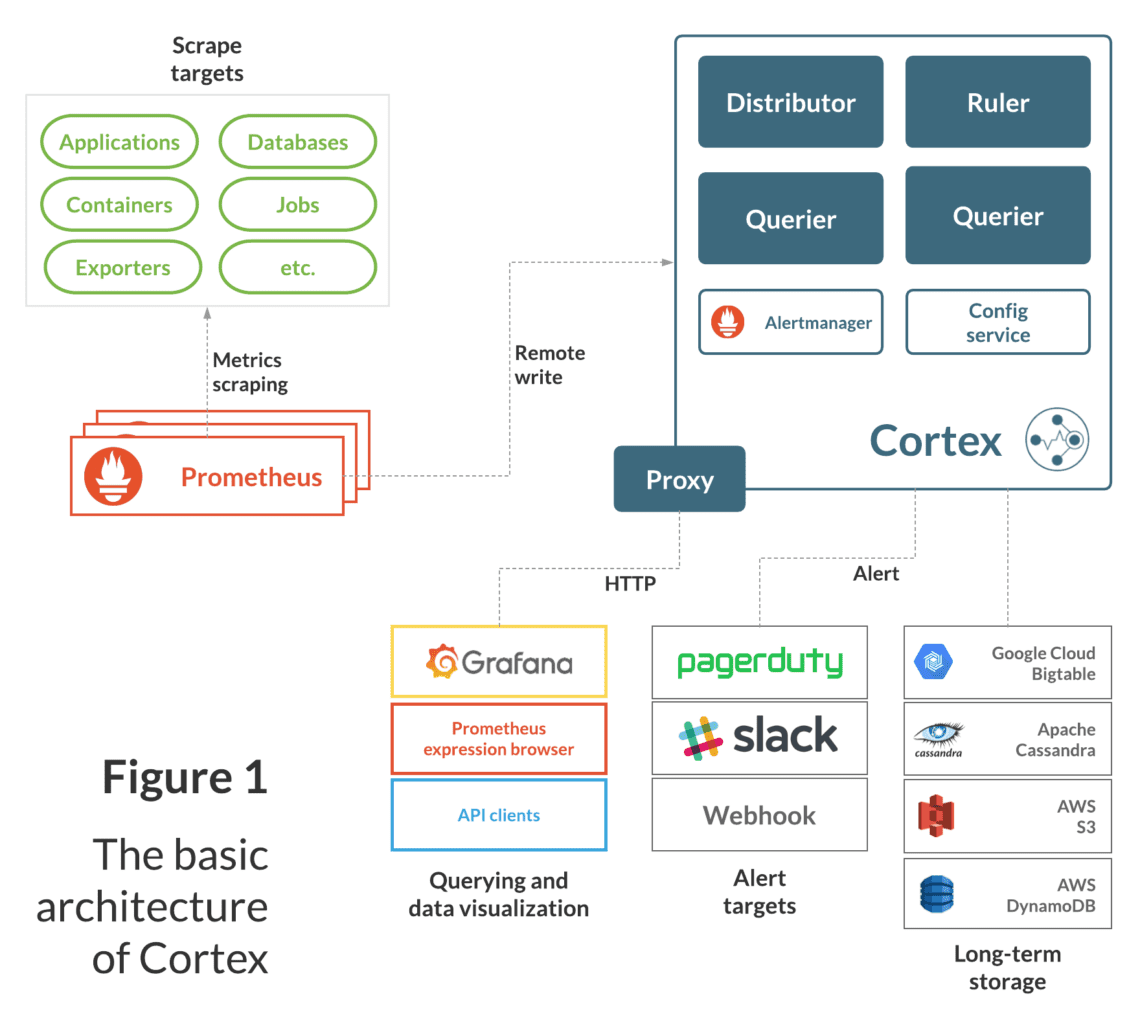 Scrape
targets
Applications
Databases
Containers
Jobs
Exporters
etc.
Metrics
scraping
Prometheus
Remote
write
Distributor
Ruler
Querier
Querier
Alertmanager
Config
service
Cortex
Proxy
HTTP
Alert
Grafana
Prometheus
expression browser
API clients
Querying and
data visualization
pagerduty
slack
Webhook
Alert
targets
Google Cloud
Bigtable
cassandra
Apache
Cassandra
AWS
S3
AWS
DynamoDB
Long-term
storage
Figure 1
The basic
architecture
of Cortex